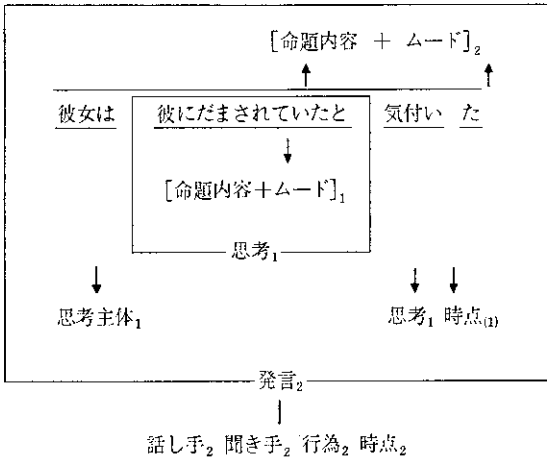 [命題内容 + ムード]₂
彼女は 彼にだまされていたと 気付い た
[命題内容+ムード]₁
思考₁
思考主体₁ 思考₁ 時点₍₁₎
発言₂
話し手₂ 聞き手₂ 行為₂ 時点₂